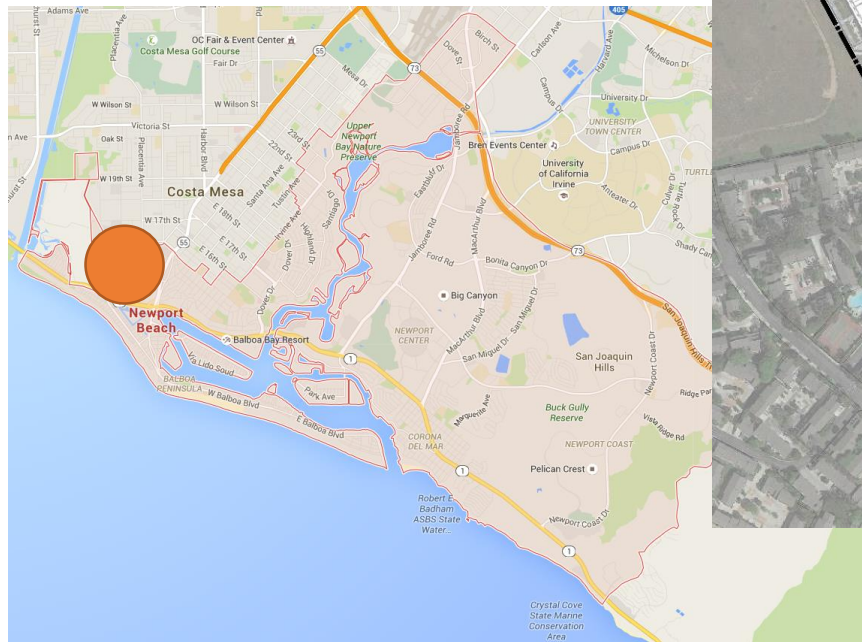 Adams Ave
OC Fair & Event Center
Costa Mesa Golf Course
Fair Dr
Placentia Ave
55
73
405
Birch St
Dove St
Carlson Ave
Harvard Ave
Michelson Dr
Mesa Dr
W Wilson St
W Wilson St
Victoria St
Oak St
Placentia Ave
Harbor Blvd
W 19th St
Costa Mesa
W 17th St
55
23rd St
22nd St
Santa Ana Ave
Tustin Ave
Irvine Ave
E 18th St
E 17th St
E 16th St
Upper
Newport
Bay Nature
Preserve
Santiago Dr
Highland Dr
Dover Dr
Dover Dr
Jamboree Rd
Eastbluff Dr
Jamboree Rd
Ford Rd
MacArthur Blvd
Bren Events Center
Campus Dr
University Dr
UNIVERSITY
TOWN CENTER
Campus Dr
University
of California
Irvine
Anteater Dr
Culver Dr
Turtle Rock Dr
73
Bonita Canyon Dr
Big Canyon
San Miguel Dr
MacArthur Blvd
San Miguel Dr
NEWPORT
CENTER
San Joaquin
Hills
Newport Coast Dr
Newport
Beach
Balboa Bay Resort
1
Via Lido Soud
BALBOA
PENINSULA
W Balboa Blvd
Park Ave
E Balboa Blvd
Marguerite Ave
CORONA
DEL MAR
1
Buck Gully
Reserve
Vista Ridge Rd
NEWPORT COAST
Pelican Crest
Newport Coast Dr
1
Robert E
Badham
ASBS State
Water...
Crystal Cove
State Marine
Conservation
Area